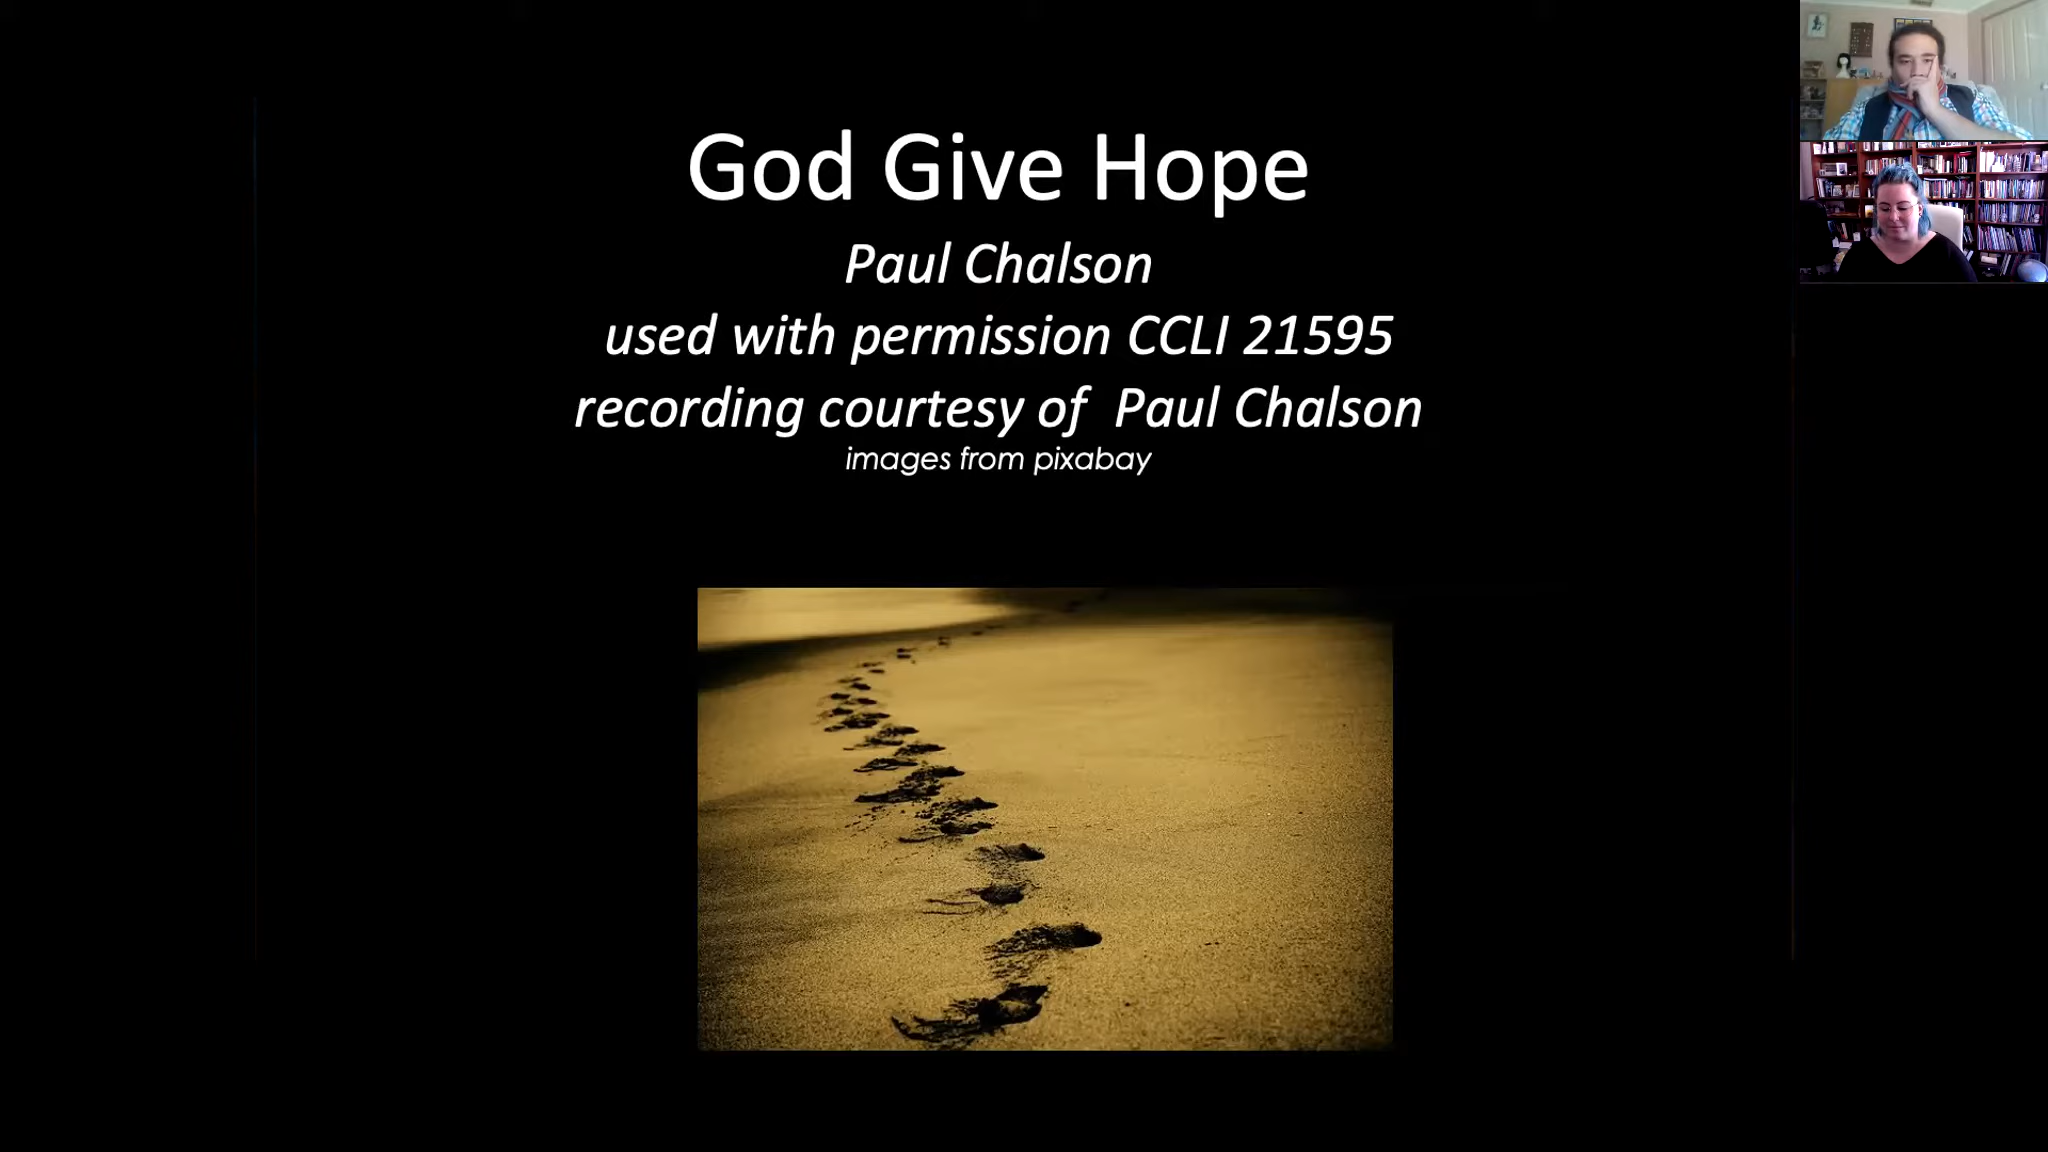 God Give Hope
Paul Chalson
used with permission CCLI 21595
recording courtesy of  Paul Chalson
images from pixabay